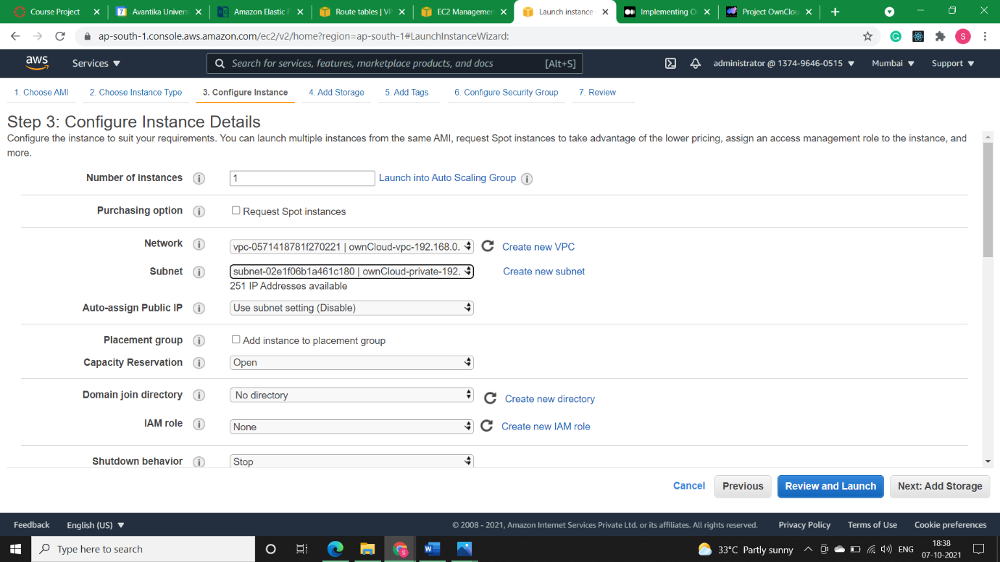 Course Project
Avantika Univers
Amazon Elastic F
Route tables | VP
EC2 Managemen
Launch instance
Implementing O
Project OwnClou
ap-south-1.console.aws.amazon.com/ec2/v2/home?region=ap-south-1#LaunchInstanceWizard:
S
aws
Services
Search for services, features, marketplace products, and docs
[Alt+S]
administrator @ 1374-9646-0515
Mumbai
Support
1. Choose AMI
2. Choose Instance Type
3. Configure Instance
4. Add Storage
5. Add Tags
6. Configure Security Group
7. Review
Step 3: Configure Instance Details
Configure the instance to suit your requirements. You can launch multiple instances from the same AMI, request Spot instances to take advantage of the lower pricing, assign an access management role to the instance, and
more.
Number of instances
1
Launch into Auto Scaling Group
Purchasing option
Request Spot instances
Network
vpc-0571418781f270221 | ownCloud-vpc-192.168.0.
Create new VPC
Subnet
subnet-02e1f06b1a461c180 | ownCloud-private-192.
Create new subnet
251 IP Addresses available
Auto-assign Public IP
Use subnet setting (Disable)
Placement group
Add instance to placement group
Capacity Reservation
Open
Domain join directory
No directory
Create new directory
IAM role
None
Create new IAM role
Shutdown behavior
Stop
Cancel
Previous
Review and Launch
Next: Add Storage
Feedback
English (US)
© 2008 - 2021, Amazon Internet Services Private Ltd. or its affiliates. All rights reserved.
Privacy Policy
Terms of Use
Cookie preferences
Type here to search
33°C Partly sunny
ENG
18:38
07-10-2021